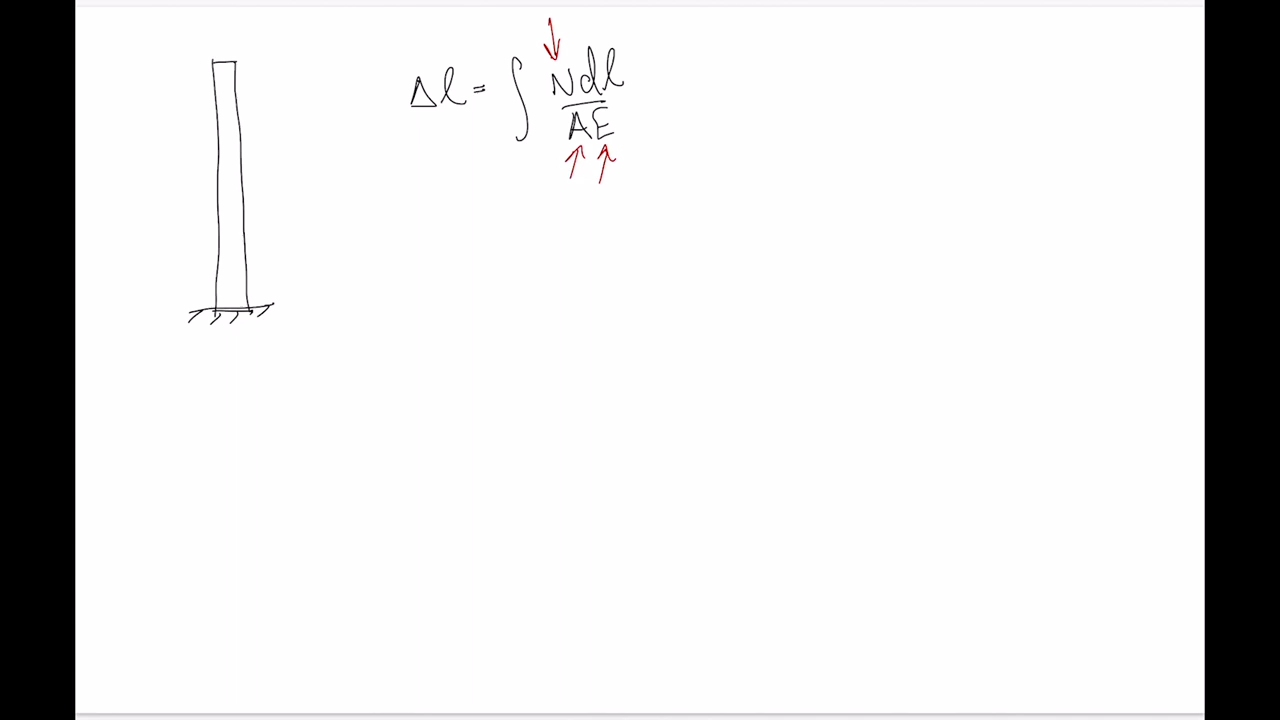 Δl = ∫ Ndl
AE